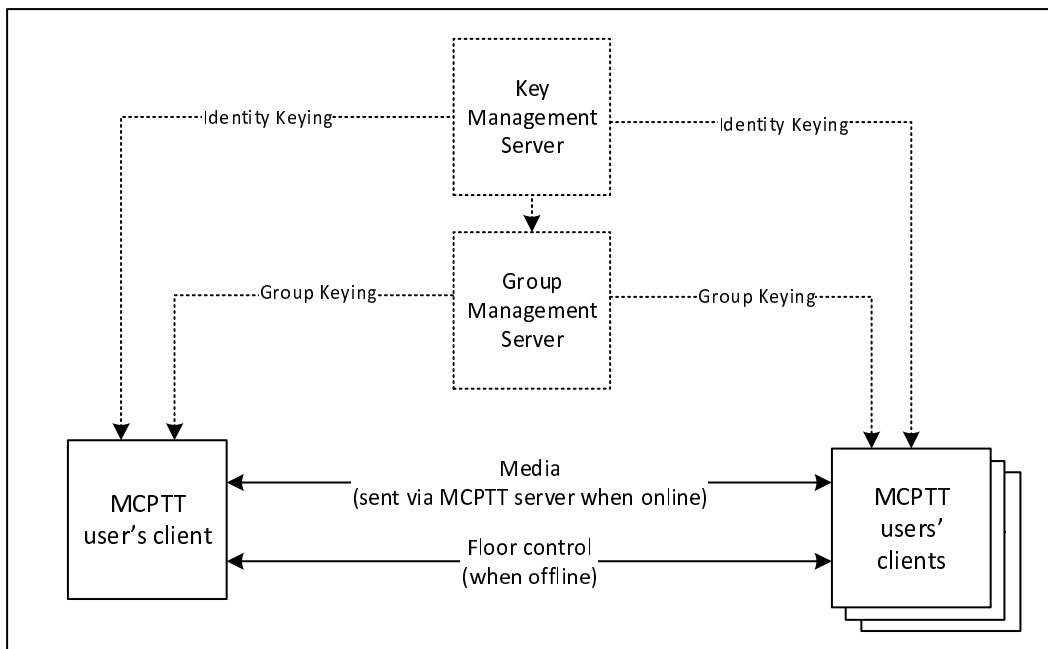 Key
Management
Server
Identity Keying
Identity Keying
Group
Management
Server
Group Keying
Group Keying
MCPTT
user's client
Media
(sent via MCPTT server when online)
Floor control
(when offline)
MCPTT
users'
clients